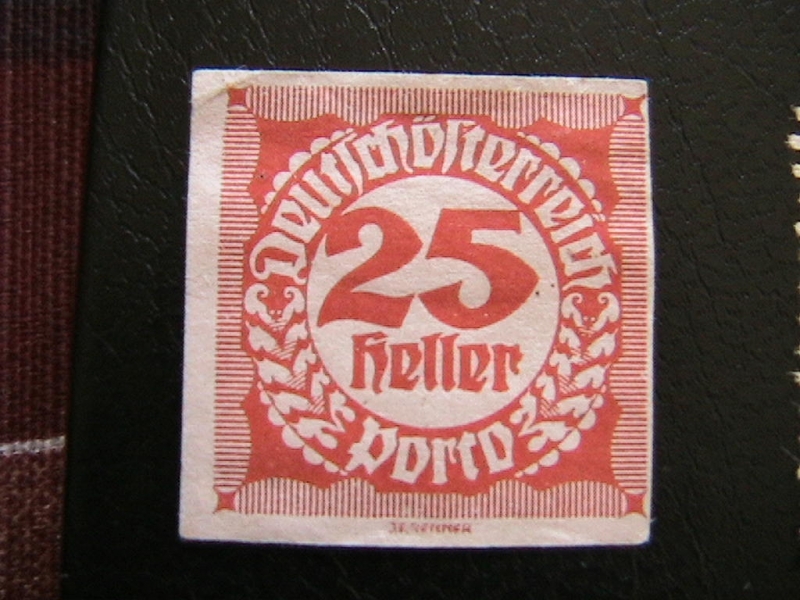 Deutschösterreich
25
Heller
Porto